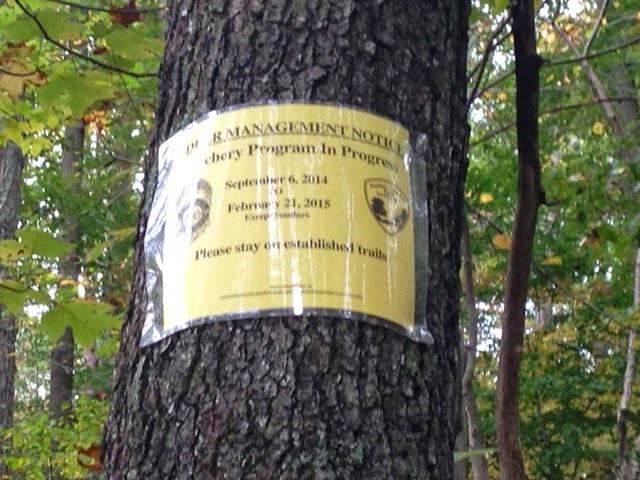 DEER MANAGEMENT NOTICE
chery Program In Progress
September 6, 2014
TO
February 21, 2015
Except Sundays
Please stay on established trails